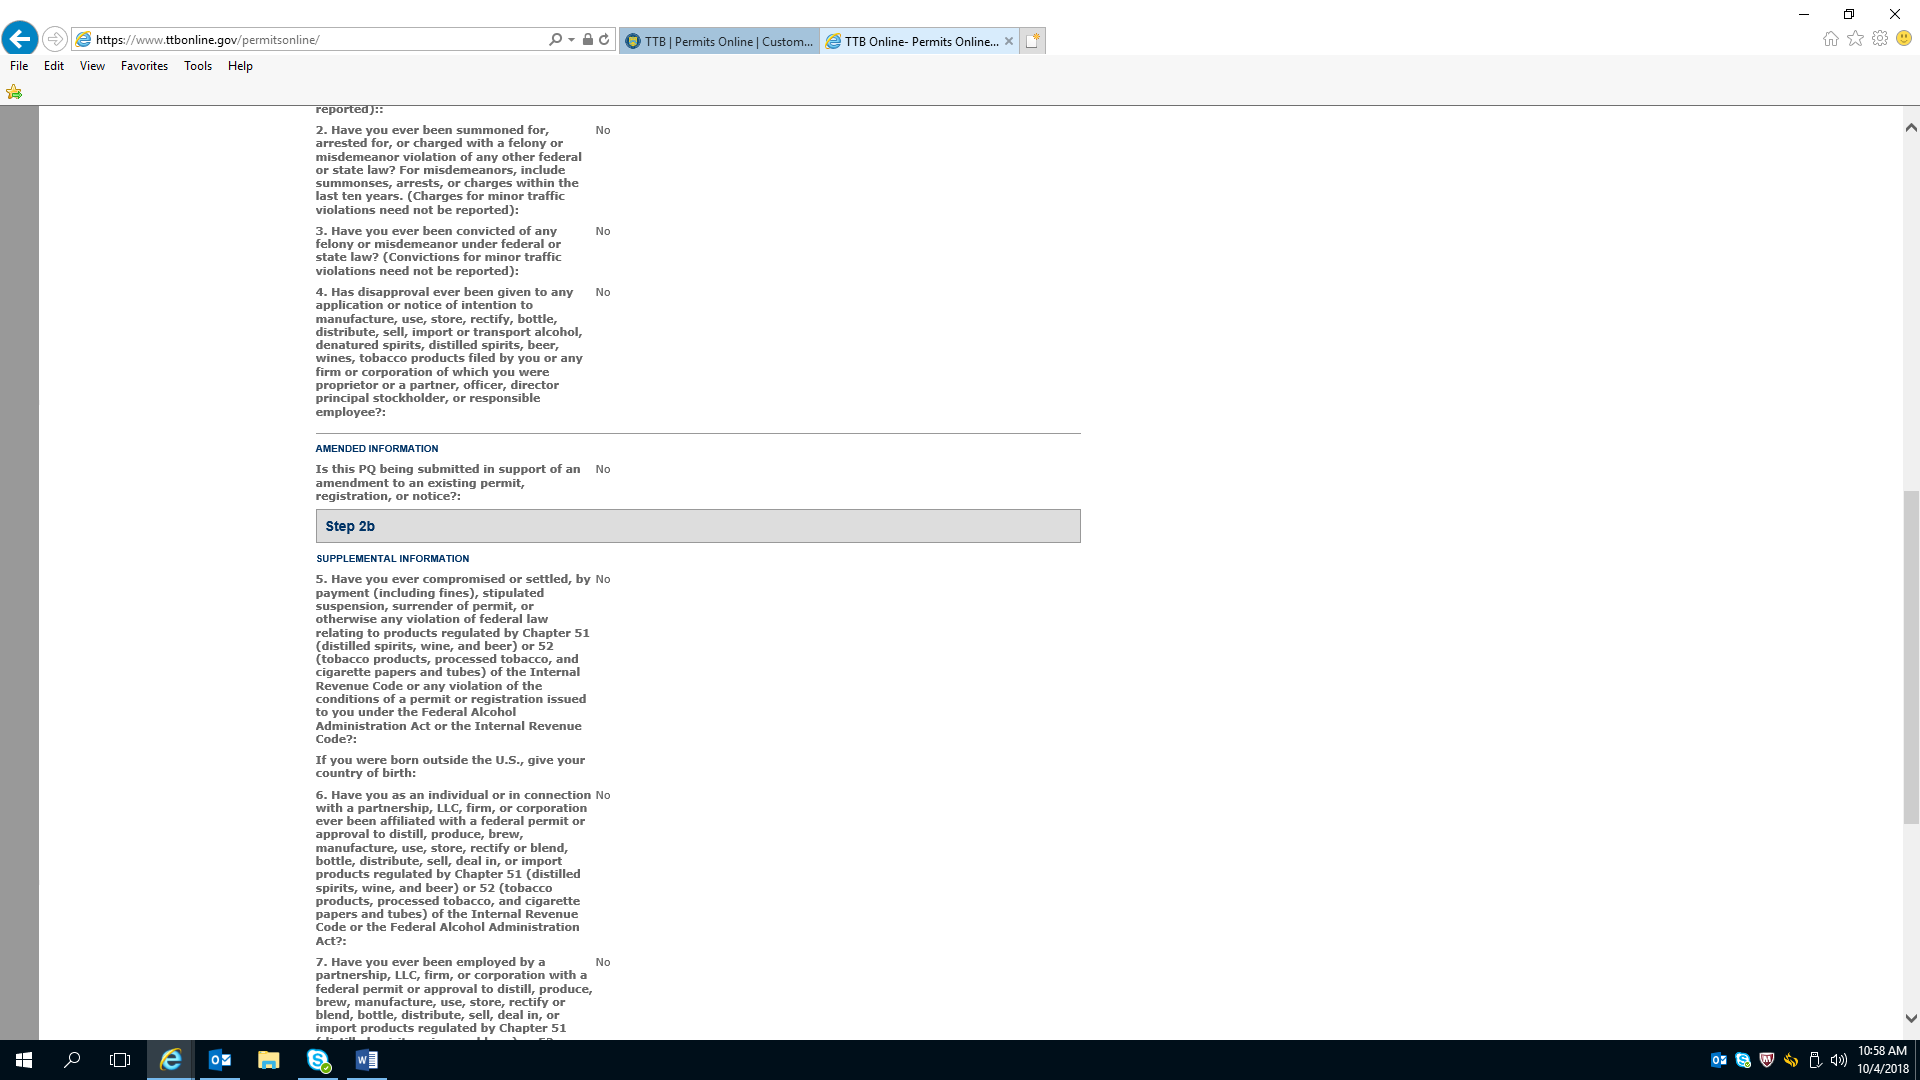 https://www.ttbonline.gov/permitsonline/
TTB | Permits Online | Custom...
TTB Online- Permits Online...
File Edit View Favorites Tools Help
reported)::
2. Have you ever been summoned for, No
arrested for, or charged with a felony or
misdemeanor violation of any other federal
or state law? For misdemeanors, include
summonses, arrests, or charges within the
last ten years. (Charges for minor traffic
violations need not be reported):
3. Have you ever been convicted of any No
felony or misdemeanor under federal or
state law? (Convictions for minor traffic
violations need not be reported):
4. Has disapproval ever been given to any No
application or notice of intention to
manufacture, use, store, rectify, bottle,
distribute, sell, import or transport alcohol,
denatured spirits, distilled spirits, beer,
wines, tobacco products filed by you or any
firm or corporation of which you were
proprietor or a partner, officer, director
principal stockholder, or responsible
employee?:
AMENDED INFORMATION
Is this PQ being submitted in support of an No
amendment to an existing permit,
registration, or notice?:
Step 2b
SUPPLEMENTAL INFORMATION
5. Have you ever compromised or settled, by No
payment (including fines), stipulated
suspension, surrender of permit, or
otherwise any violation of federal law
relating to products regulated by Chapter 51
(distilled spirits, wine, and beer) or 52
(tobacco products, processed tobacco, and
cigarette papers and tubes) of the Internal
Revenue Code or any violation of the
conditions of a permit or registration issued
to you under the Federal Alcohol
Administration Act or the Internal Revenue
Code?:
If you were born outside the U.S., give your
country of birth:
6. Have you as an individual or in connection No
with a partnership, LLC, firm, or corporation
ever been affiliated with a federal permit or
approval to distill, produce, brew,
manufacture, use, store, rectify or blend,
bottle, distribute, sell, deal in, or import
products regulated by Chapter 51 (distilled
spirits, wine, and beer) or 52 (tobacco
products, processed tobacco, and cigarette
papers and tubes) of the Internal Revenue
Code or the Federal Alcohol Administration
Act?:
7. Have you ever been employed by a No
partnership, LLC, firm, or corporation with a
federal permit or approval to distill, produce,
brew, manufacture, use, store, rectify or
blend, bottle, distribute, sell, deal in, or
import products regulated by Chapter 51
10:58 AM
10/4/2018